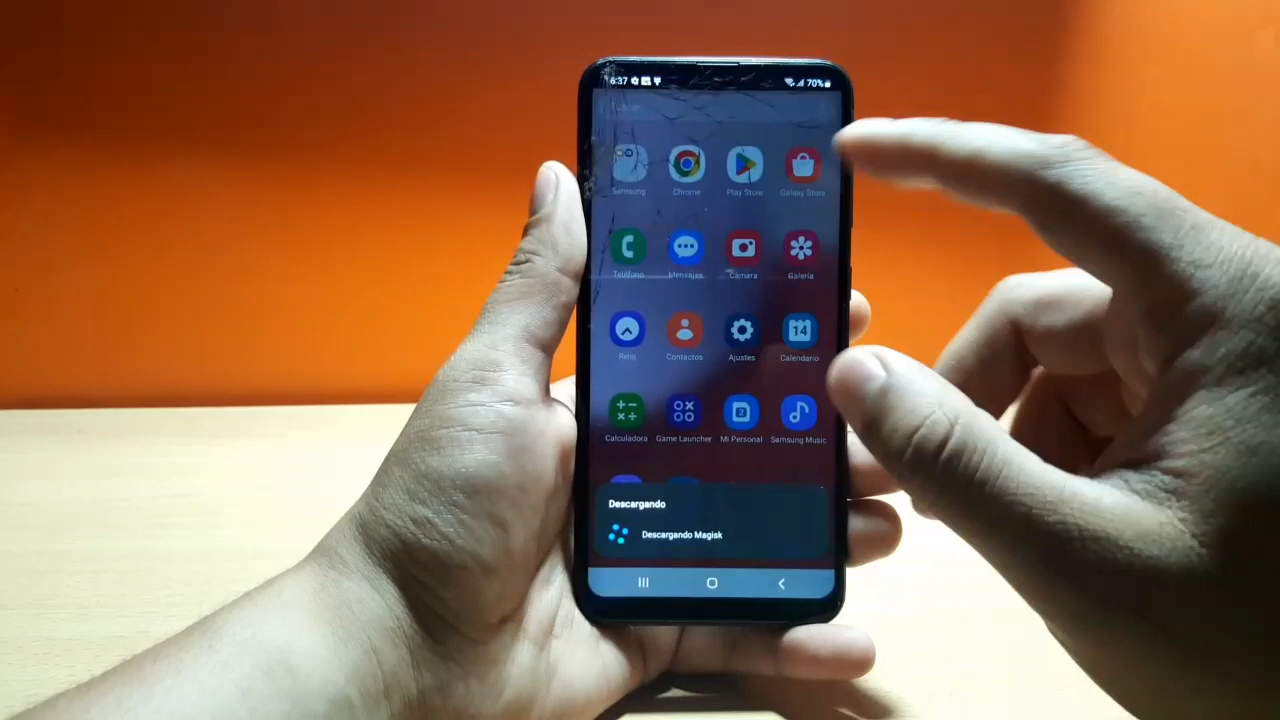 6:37
70%
Samsung
Chrome
Play Store
Galaxy Store
Teléfono
Mensajes
Cámara
Galería
Reloj
Contactos
Ajustes
14
Calendario
Calculadora
Game Launcher
2
Mi Personal
Samsung Music
Descargando
Descargando Magisk